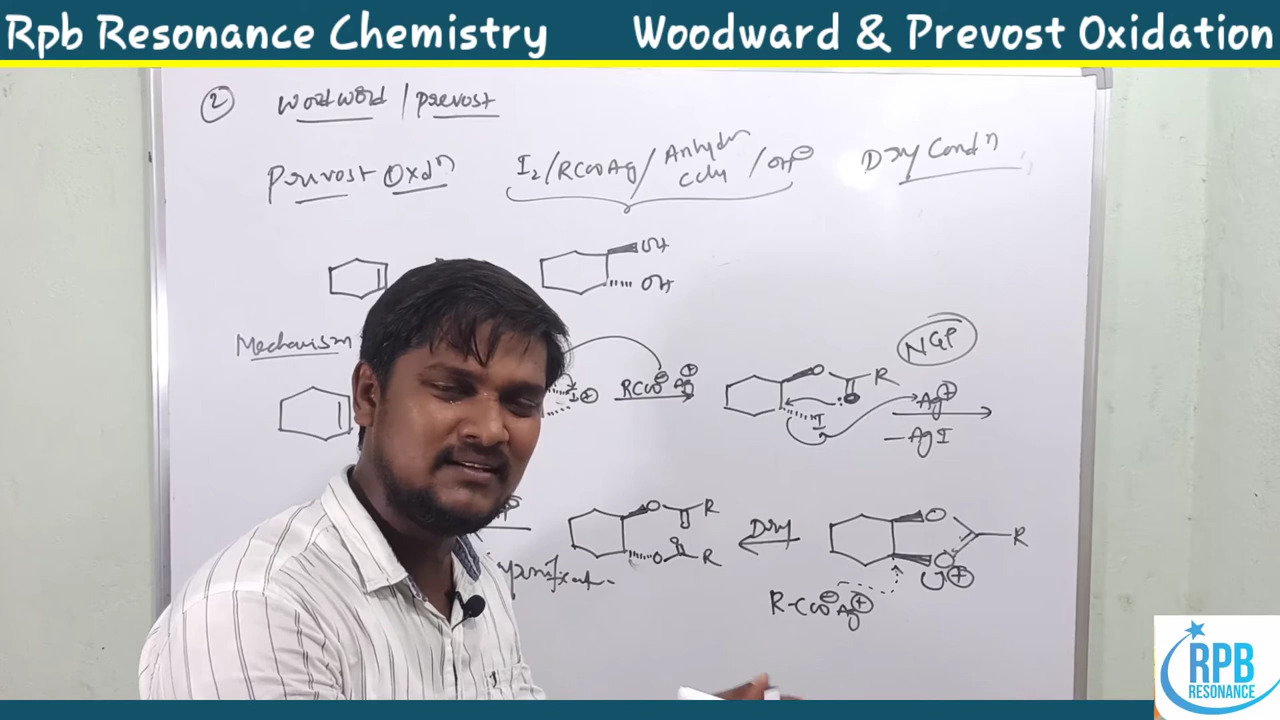 Rpb Resonance Chemistry Woodward & Prevost Oxidation
② woodword / prevost
Prevost Oxdⁿ I₂/RCOOAg/Anhydr CCl₄/OH⊖ Dry Condⁿ
OH
OH
Mechanism
NGP
I⊕ RCOO⊖ Ag⊕ O R Ag⊕
O
I - AgI
O R Dry O R
O R O⊕
R-COO⊖ Ag⊕
RPB
RESONANCE